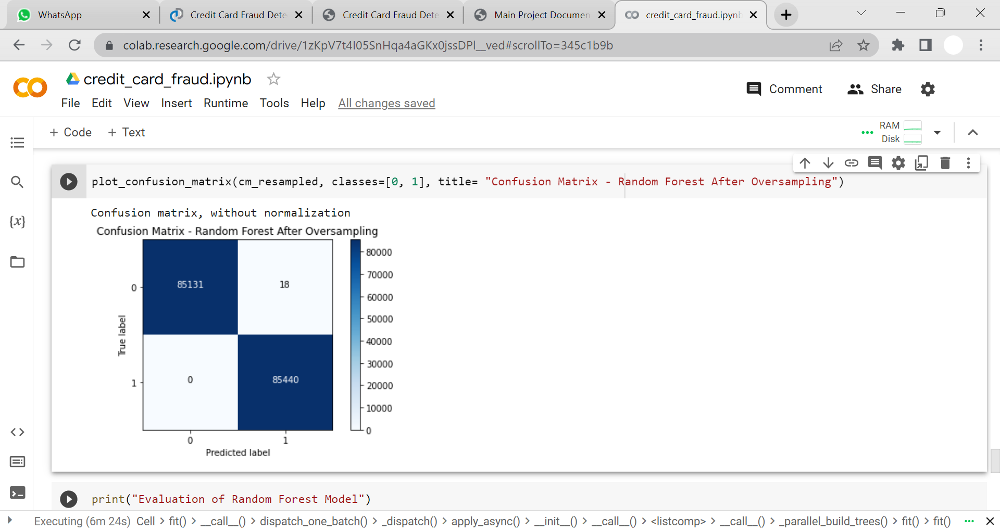 WhatsApp
Credit Card Fraud Dete
Credit Card Fraud Dete
Main Project Documen
credit_card_fraud.ipynb
colab.research.google.com/drive/1zKpV7t4I05SnHqa4aGKx0jssDPl__ved#scrollTo=345c1b9b
credit_card_fraud.ipynb
Comment
Share
File Edit View Insert Runtime Tools Help All changes saved
+ Code + Text
RAM
Disk
{x}
plot_confusion_matrix(cm_resampled, classes=[0, 1], title= "Confusion Matrix - Random Forest After Oversampling")
Confusion matrix, without normalization
Confusion Matrix - Random Forest After Oversampling
80000
70000
60000
50000
40000
30000
20000
10000
0
85131 18
0
True label
0 85440
1
0 1
Predicted label
print("Evaluation of Random Forest Model")
Executing (6m 24s) Cell > fit() > __call__() > dispatch_one_batch() > _dispatch() > apply_async() > __init__() > __call__() > <listcomp> > __call__() > _parallel_build_trees() > fit() > fit()